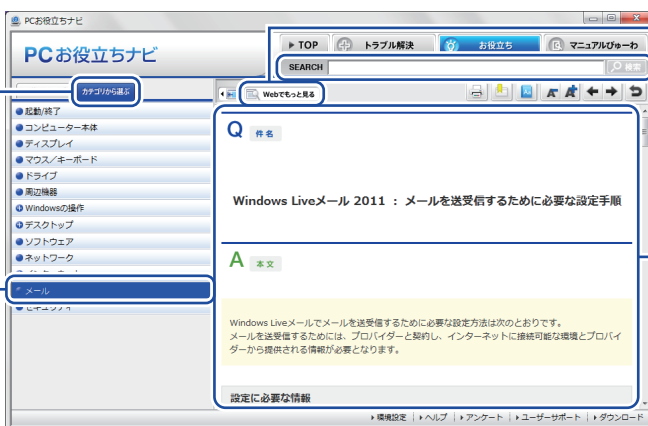 PCお役立ちナビ
PCお役立ちナビ
TOP トラブル解決 お役立ち マニュアルびゅーわ
SEARCH 検索
カテゴリから選ぶ
Webでもっと見る
起動/終了
コンピューター本体
ディスプレイ
マウス/キーボード
ドライブ
周辺機器
Windowsの操作
デスクトップ
ソフトウェア
ネットワーク
メール
セキュリティ
Q 件名
Windows Liveメール 2011 : メールを送受信するために必要な設定手順
A 本文
Windows Liveメールでメールを送受信するために必要な設定方法は次のとおりです。
メールを送受信するためには、プロバイダーと契約し、インターネットに接続可能な環境とプロバイ
ダーから提供される情報が必要となります。
設定に必要な情報
環境設定 ヘルプ アンケート ユーザーサポート ダウンロード